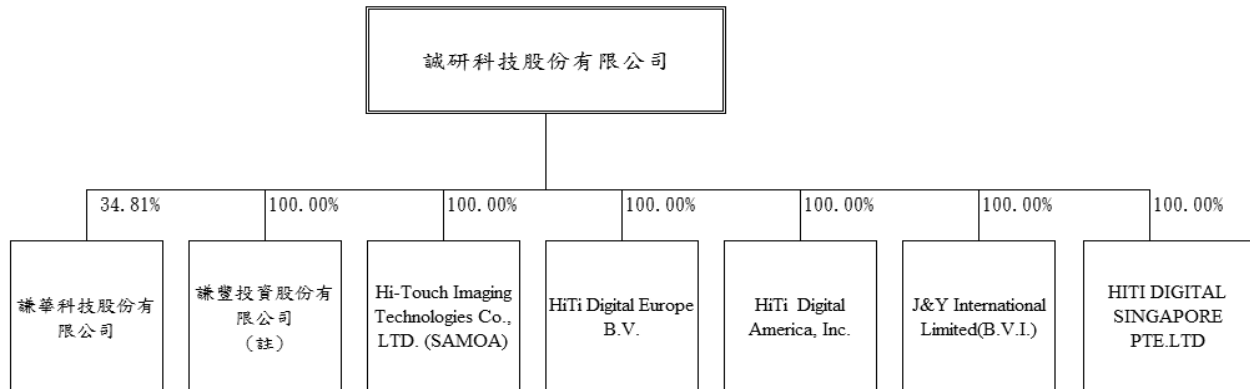 誠研科技股份有限公司
34.81%
100.00%
100.00%
100.00%
100.00%
100.00%
100.00%
謙華科技股份有
限公司
謙豐投資股份有
限公司
(註)
Hi-Touch Imaging
Technologies Co.,
LTD. (SAMOA)
HiTi Digital Europe
B.V.
HiTi Digital
America, Inc.
J&Y International
Limited(B.V.I.)
HITI DIGITAL
SINGAPORE
PTE.LTD